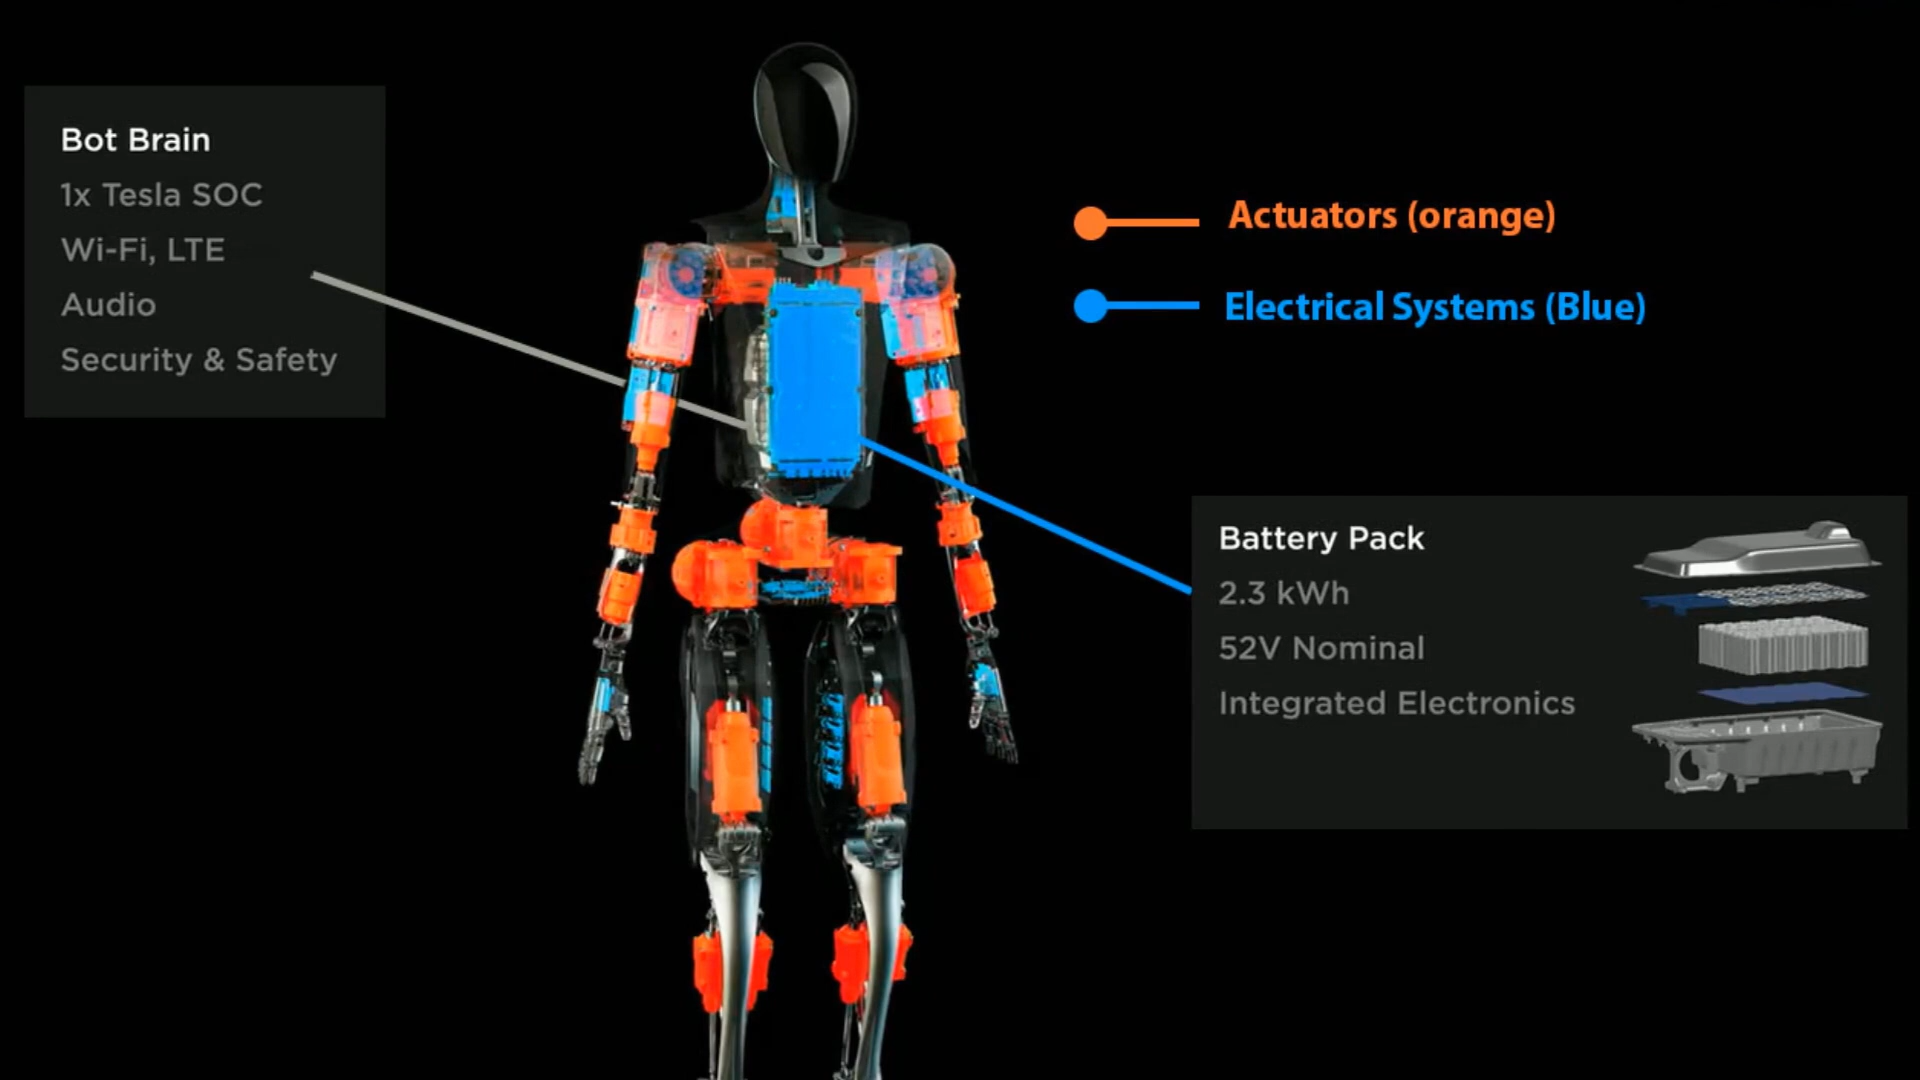 Bot Brain
1x Tesla SOC
Wi-Fi, LTE
Audio
Security & Safety
Actuators (orange)
Electrical Systems (Blue)
Battery Pack
2.3 kWh
52V Nominal
Integrated Electronics